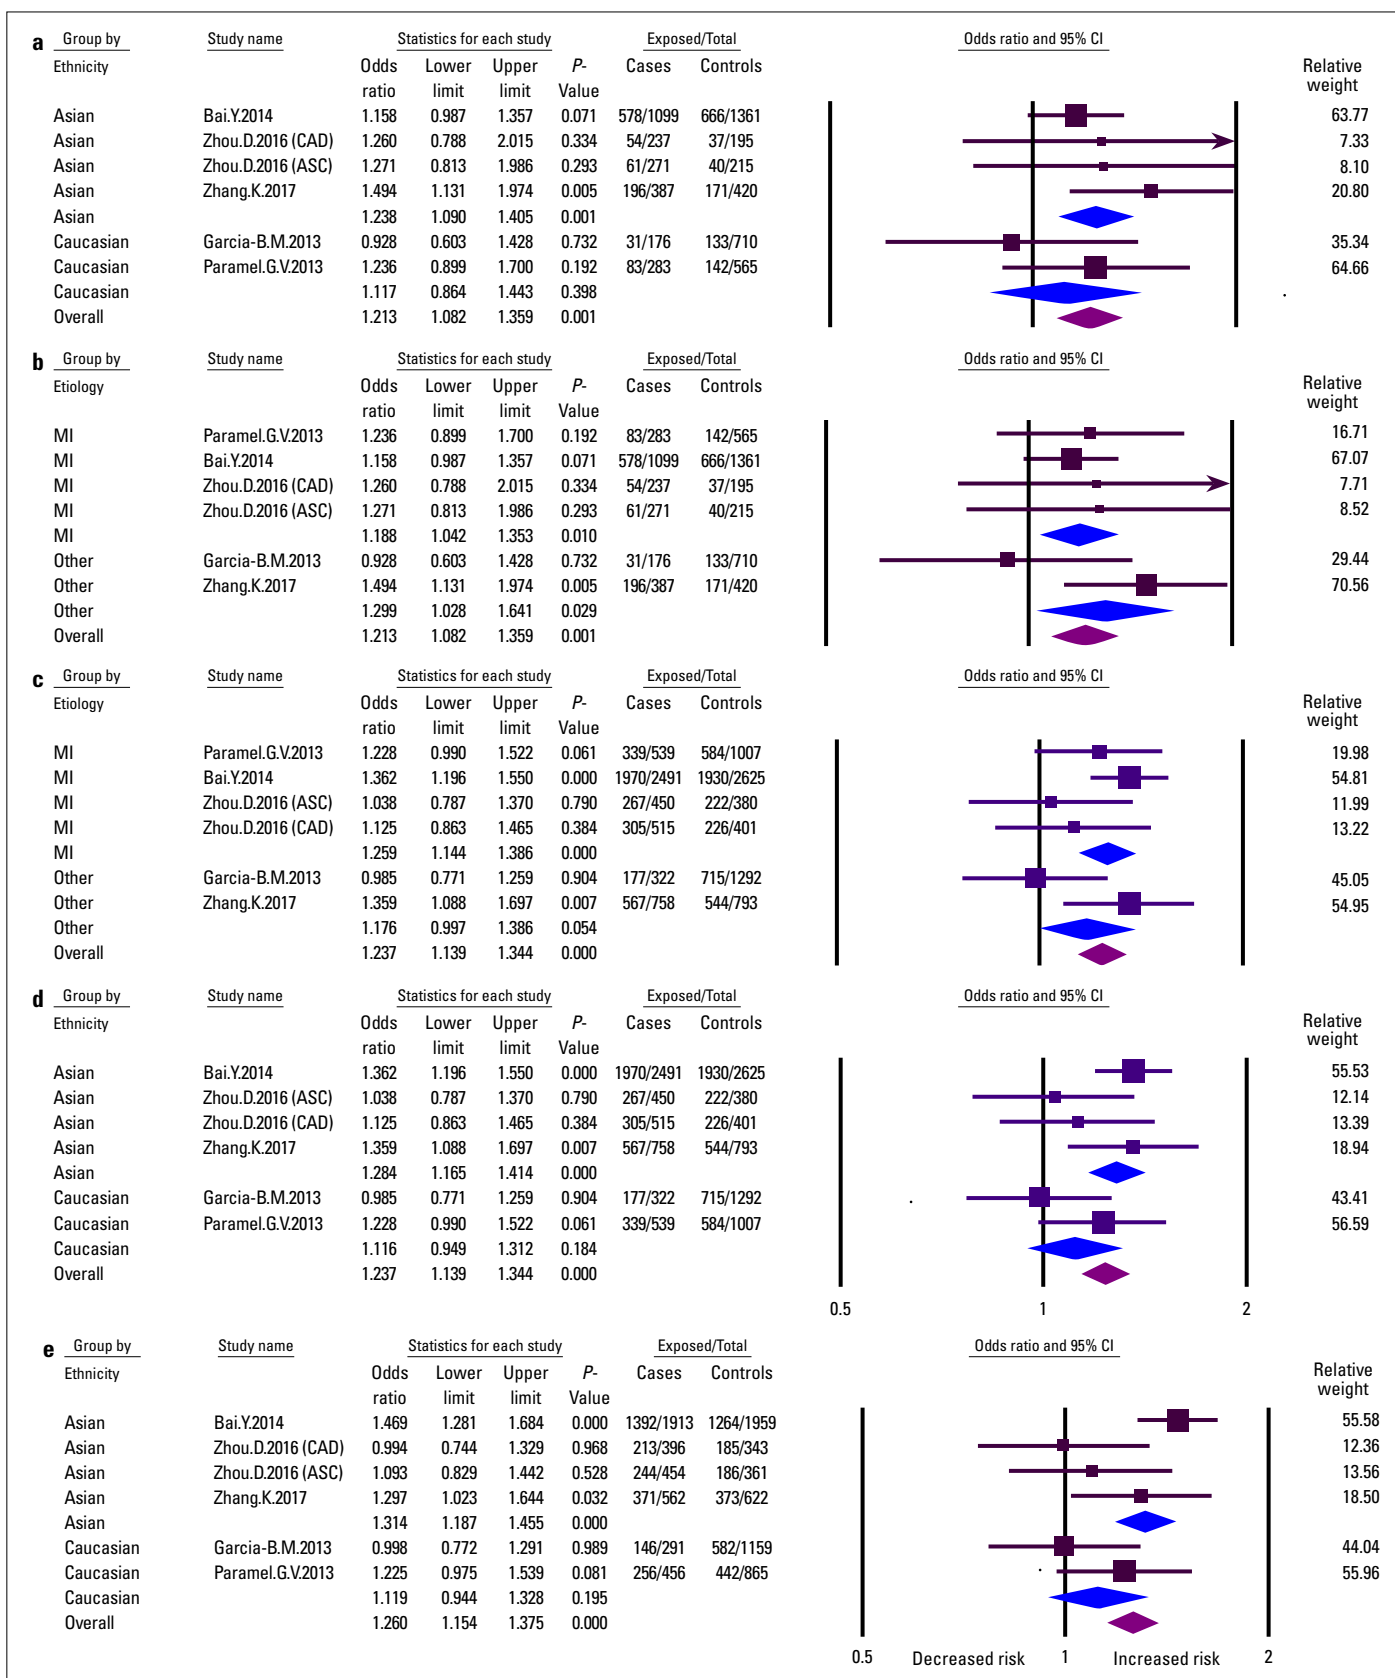 a Group by Study name Statistics for each study Exposed/Total Odds ratio and 95% CI
Ethnicity Odds ratio Lower limit Upper limit P-Value Cases Controls Relative weight
Asian Bai.Y.2014 1.158 0.987 1.357 0.071 578/1099 666/1361 63.77
Asian Zhou.D.2016 (CAD) 1.260 0.788 2.015 0.334 54/237 37/195 7.33
Asian Zhou.D.2016 (ASC) 1.271 0.813 1.986 0.293 61/271 40/215 8.10
Asian Zhang.K.2017 1.494 1.131 1.974 0.005 196/387 171/420 20.80
Asian 1.238 1.090 1.405 0.001
Caucasian Garcia-B.M.2013 0.928 0.603 1.428 0.732 31/176 133/710 35.34
Caucasian Paramel.G.V.2013 1.236 0.899 1.700 0.192 83/283 142/565 64.66
Caucasian 1.117 0.864 1.443 0.398
Overall 1.213 1.082 1.359 0.001
b Group by Study name Statistics for each study Exposed/Total Odds ratio and 95% CI
Etiology Odds ratio Lower limit Upper limit P-Value Cases Controls Relative weight
MI Paramel.G.V.2013 1.236 0.899 1.700 0.192 83/283 142/565 16.71
MI Bai.Y.2014 1.158 0.987 1.357 0.071 578/1099 666/1361 67.07
MI Zhou.D.2016 (CAD) 1.260 0.788 2.015 0.334 54/237 37/195 7.71
MI Zhou.D.2016 (ASC) 1.271 0.813 1.986 0.293 61/271 40/215 8.52
MI 1.188 1.042 1.353 0.010
Other Garcia-B.M.2013 0.928 0.603 1.428 0.732 31/176 133/710 29.44
Other Zhang.K.2017 1.494 1.131 1.974 0.005 196/387 171/420 70.56
Other 1.299 1.028 1.641 0.029
Overall 1.213 1.082 1.359 0.001
c Group by Study name Statistics for each study Exposed/Total Odds ratio and 95% CI
Etiology Odds ratio Lower limit Upper limit P-Value Cases Controls Relative weight
MI Paramel.G.V.2013 1.228 0.990 1.522 0.061 339/539 584/1007 19.98
MI Bai.Y.2014 1.362 1.196 1.550 0.000 1970/2491 1930/2625 54.81
MI Zhou.D.2016 (ASC) 1.038 0.787 1.370 0.790 267/450 222/380 11.99
MI Zhou.D.2016 (CAD) 1.125 0.863 1.465 0.384 305/515 226/401 13.22
MI 1.259 1.144 1.386 0.000
Other Garcia-B.M.2013 0.985 0.771 1.259 0.904 177/322 715/1292 45.05
Other Zhang.K.2017 1.359 1.088 1.697 0.007 567/758 544/793 54.95
Other 1.176 0.997 1.386 0.054
Overall 1.237 1.139 1.344 0.000
d Group by Study name Statistics for each study Exposed/Total Odds ratio and 95% CI
Ethnicity Odds ratio Lower limit Upper limit P-Value Cases Controls Relative weight
Asian Bai.Y.2014 1.362 1.196 1.550 0.000 1970/2491 1930/2625 55.53
Asian Zhou.D.2016 (ASC) 1.038 0.787 1.370 0.790 267/450 222/380 12.14
Asian Zhou.D.2016 (CAD) 1.125 0.863 1.465 0.384 305/515 226/401 13.39
Asian Zhang.K.2017 1.359 1.088 1.697 0.007 567/758 544/793 18.94
Asian 1.284 1.165 1.414 0.000
Caucasian Garcia-B.M.2013 0.985 0.771 1.259 0.904 177/322 715/1292 43.41
Caucasian Paramel.G.V.2013 1.228 0.990 1.522 0.061 339/539 584/1007 56.59
Caucasian 1.116 0.949 1.312 0.184
Overall 1.237 1.139 1.344 0.000
0.5 1 2
e Group by Study name Statistics for each study Exposed/Total Odds ratio and 95% CI
Ethnicity Odds ratio Lower limit Upper limit P-Value Cases Controls Relative weight
Asian Bai.Y.2014 1.469 1.281 1.684 0.000 1392/1913 1264/1959 55.58
Asian Zhou.D.2016 (CAD) 0.994 0.744 1.329 0.968 213/396 185/343 12.36
Asian Zhou.D.2016 (ASC) 1.093 0.829 1.442 0.528 244/454 186/361 13.56
Asian Zhang.K.2017 1.297 1.023 1.644 0.032 371/562 373/622 18.50
Asian 1.314 1.187 1.455 0.000
Caucasian Garcia-B.M.2013 0.998 0.772 1.291 0.989 146/291 582/1159 44.04
Caucasian Paramel.G.V.2013 1.225 0.975 1.539 0.081 256/456 442/865 55.96
Caucasian 1.119 0.944 1.328 0.195
Overall 1.260 1.154 1.375 0.000
0.5 Decreased risk 1 Increased risk 2